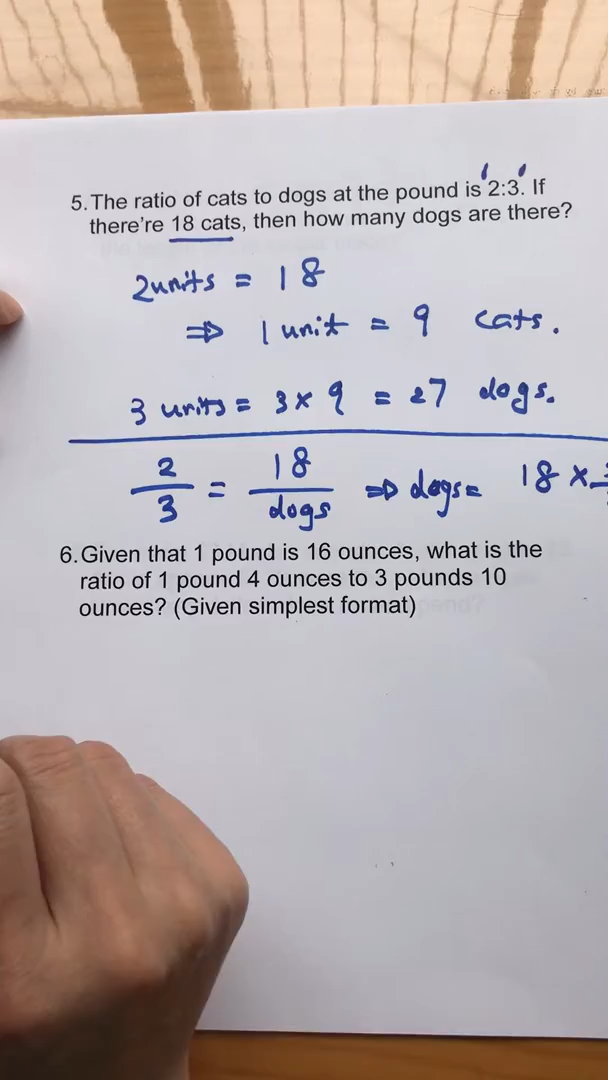 5. The ratio of cats to dogs at the pound is 2:3. If
there're 18 cats, then how many dogs are there?
2units = 18
⇒ 1 unit = 9 cats.
3 units = 3 × 9 = 27 dogs.
2/3 = 18/dogs ⇒ dogs = 18 ×
6. Given that 1 pound is 16 ounces, what is the
ratio of 1 pound 4 ounces to 3 pounds 10
ounces? (Given simplest format)